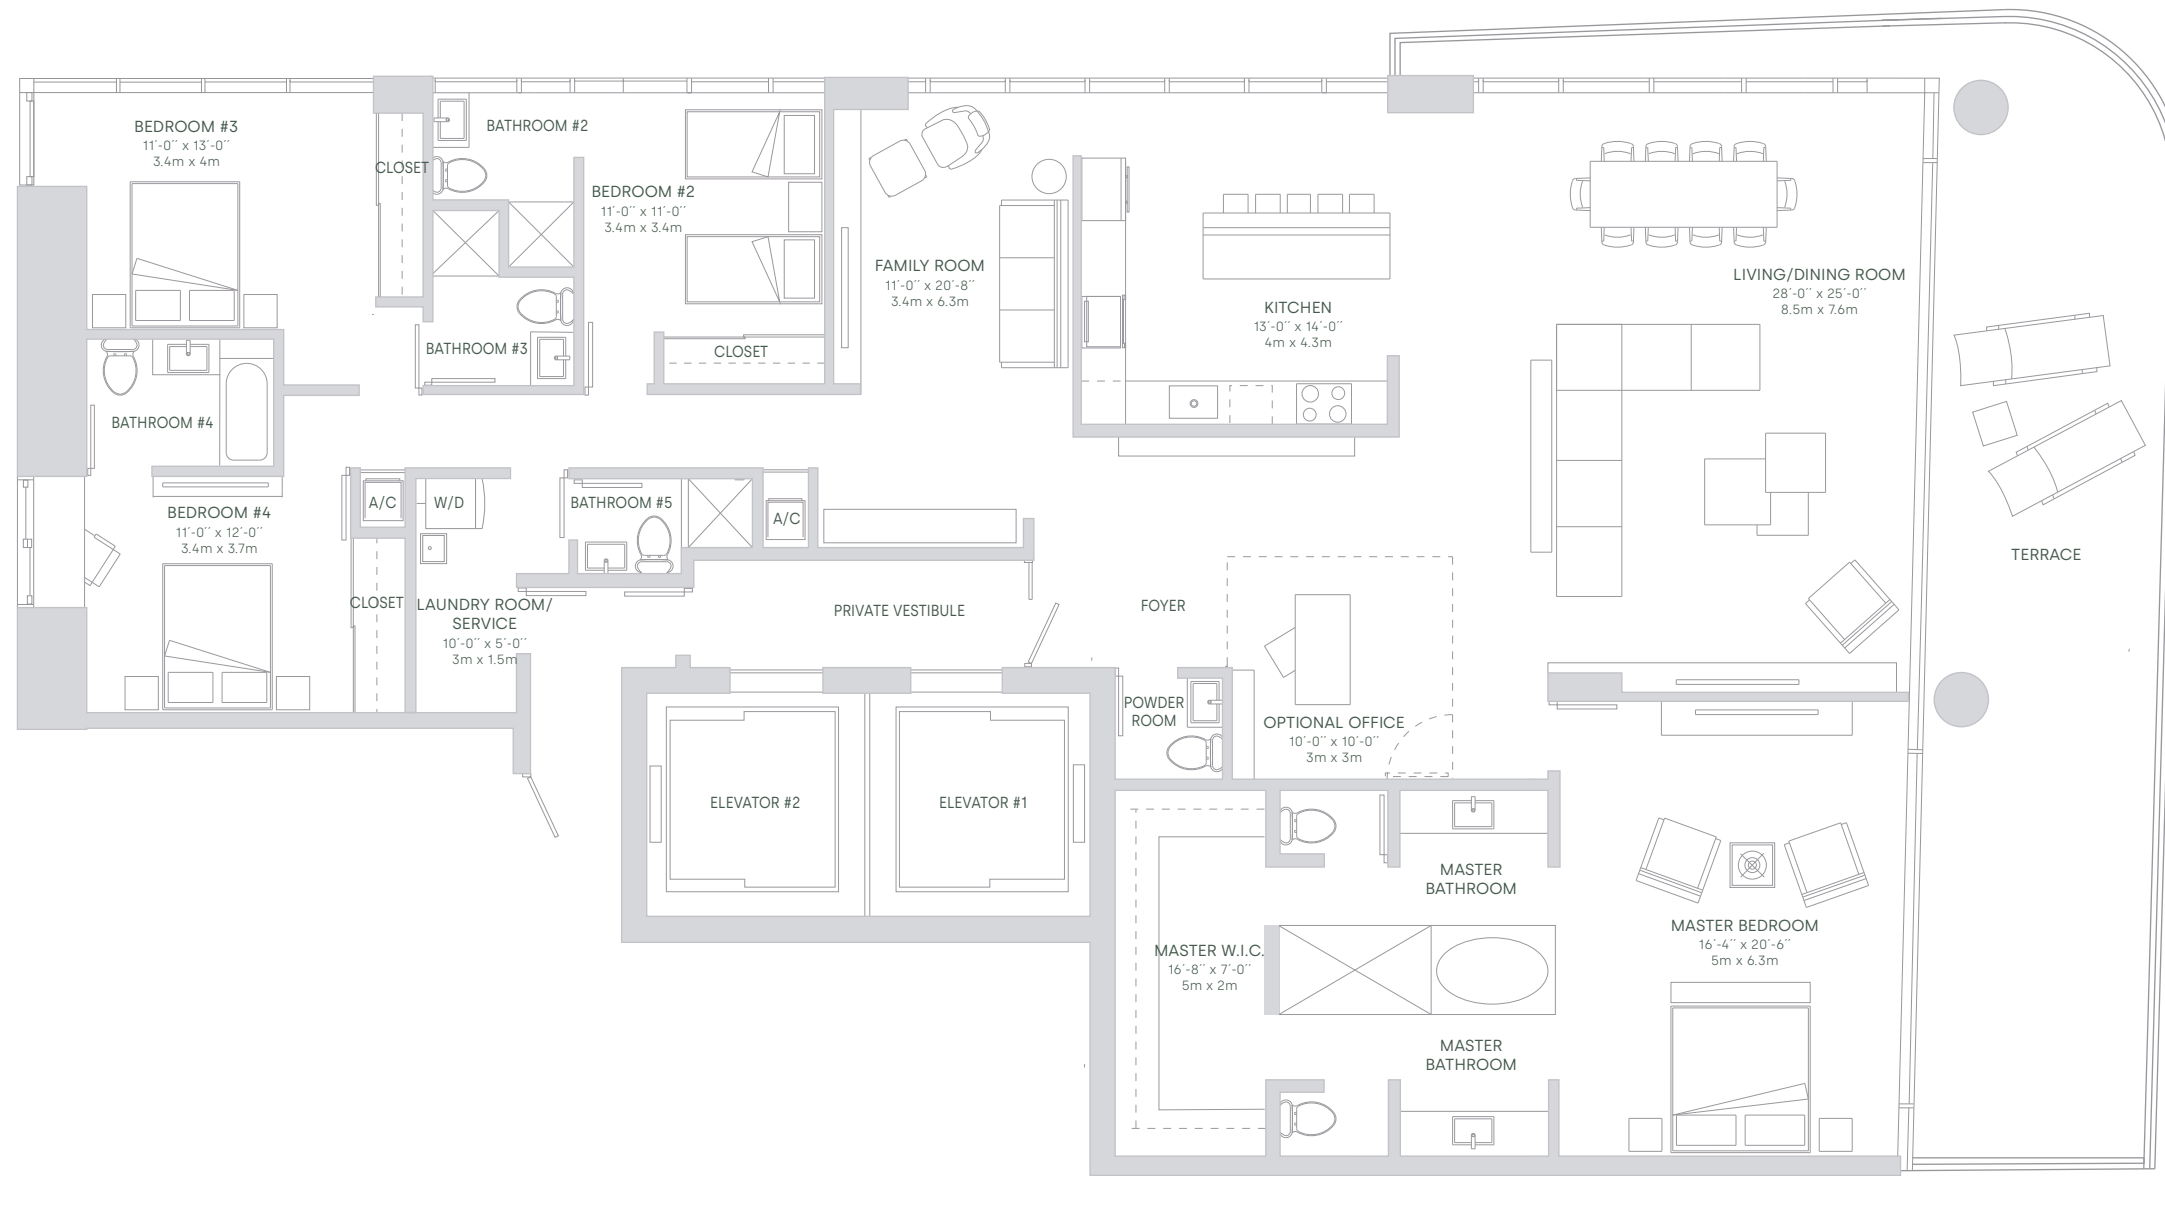 BEDROOM #3
11´-0´´ x 13´-0´´
3.4m x 4m
CLOSET
BATHROOM #2
BEDROOM #2
11´-0´´ x 11´-0´´
3.4m x 3.4m
FAMILY ROOM
11´-0´´ x 20´-8´´
3.4m x 6.3m
KITCHEN
13´-0´´ x 14´-0´´
4m x 4.3m
LIVING/DINING ROOM
28´-0´´ x 25´-0´´
8.5m x 7.6m
BATHROOM #3
CLOSET
BATHROOM #4
BEDROOM #4
11´-0´´ x 12´-0´´
3.4m x 3.7m
A/C
W/D
BATHROOM #5
A/C
TERRACE
CLOSET
LAUNDRY ROOM/
SERVICE
10´-0´´ x 5´-0´´
3m x 1.5m
PRIVATE VESTIBULE
FOYER
POWDER
ROOM
OPTIONAL OFFICE
10´-0´´ x 10´-0´´
3m x 3m
ELEVATOR #2
ELEVATOR #1
MASTER
BATHROOM
MASTER W.I.C.
16´-8´´ x 7´-0´´
5m x 2m
MASTER BEDROOM
16´-4´´ x 20´-6´´
5m x 6.3m
MASTER
BATHROOM